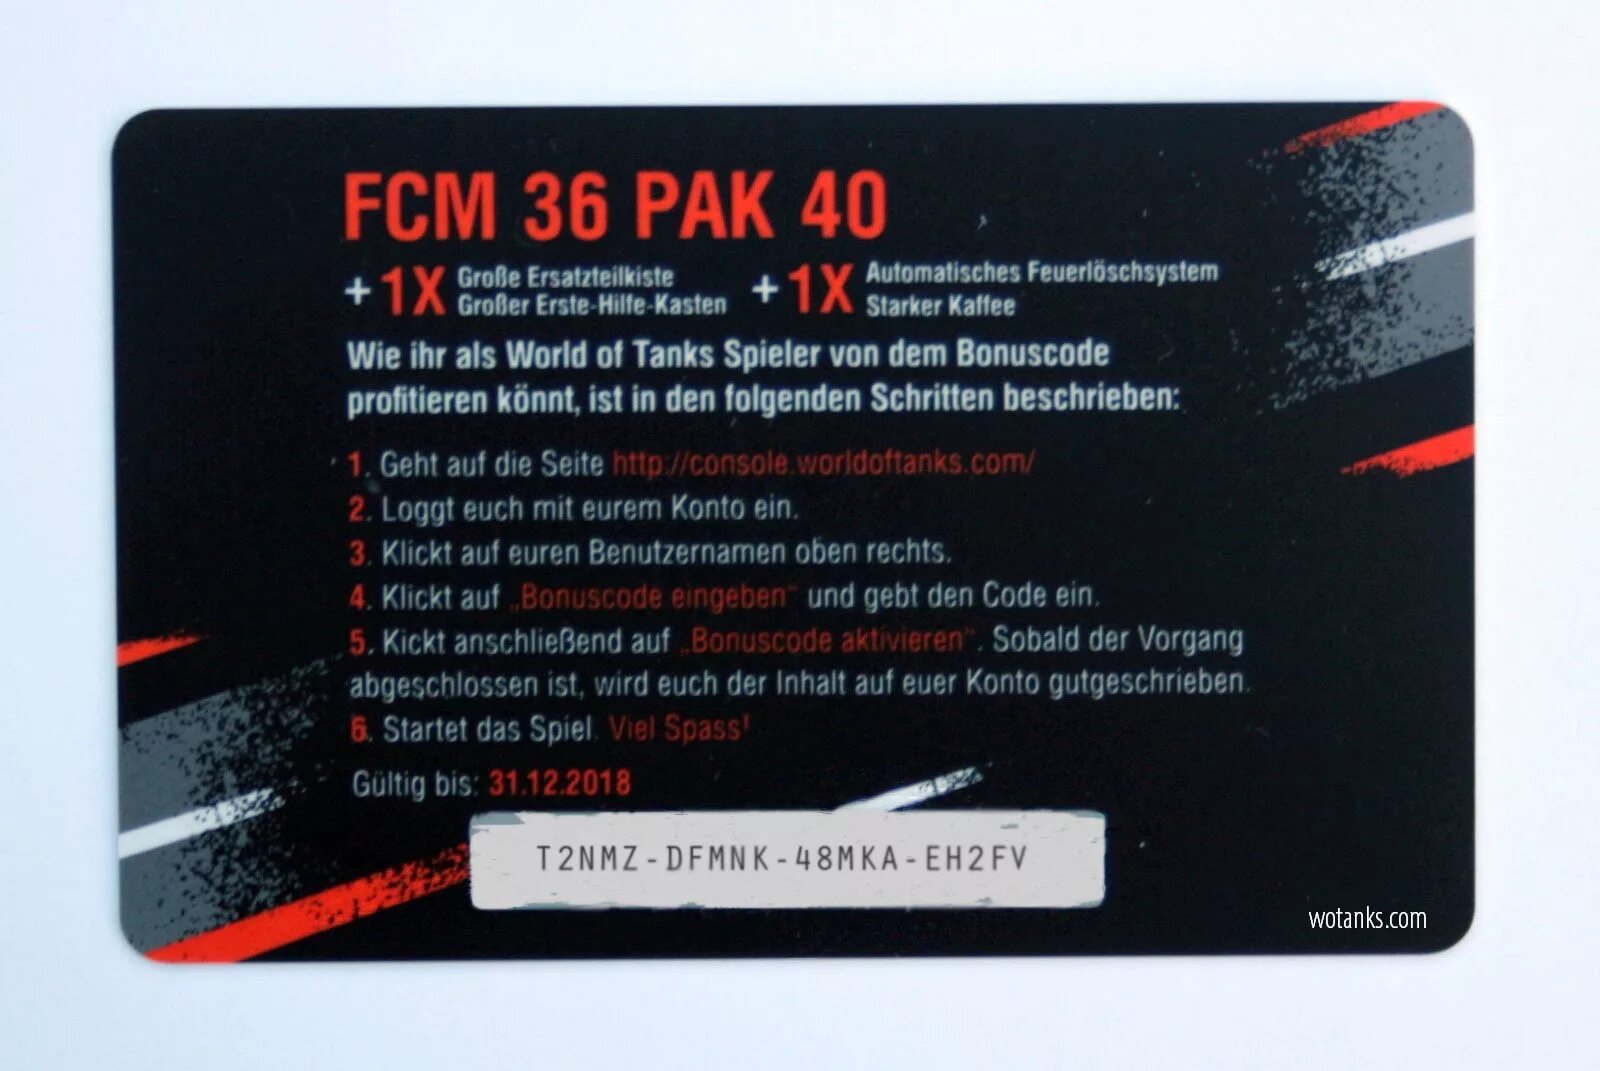 FCM 36 PAK 40
+ 1X Große Ersatzteilkiste
Großer Erste-Hilfe-Kasten
+ 1X Automatisches Feuerlöschsystem
Starker Kaffee
Wie ihr als World of Tanks Spieler von dem Bonuscode
profitieren könnt, ist in den folgenden Schritten beschrieben:
1. Geht auf die Seite http://console.worldoftanks.com/
2. Loggt euch mit eurem Konto ein.
3. Klickt auf euren Benutzernamen oben rechts.
4. Klickt auf „Bonuscode eingeben“ und gebt den Code ein.
5. Kickt anschließend auf „Bonuscode aktivieren“. Sobald der Vorgang
abgeschlossen ist, wird euch der Inhalt auf euer Konto gutgeschrieben.
6. Startet das Spiel. Viel Spass!
Gültig bis: 31.12.2018
T2NMZ-DFMNK-48MKA-EH2FV
wotanks.com